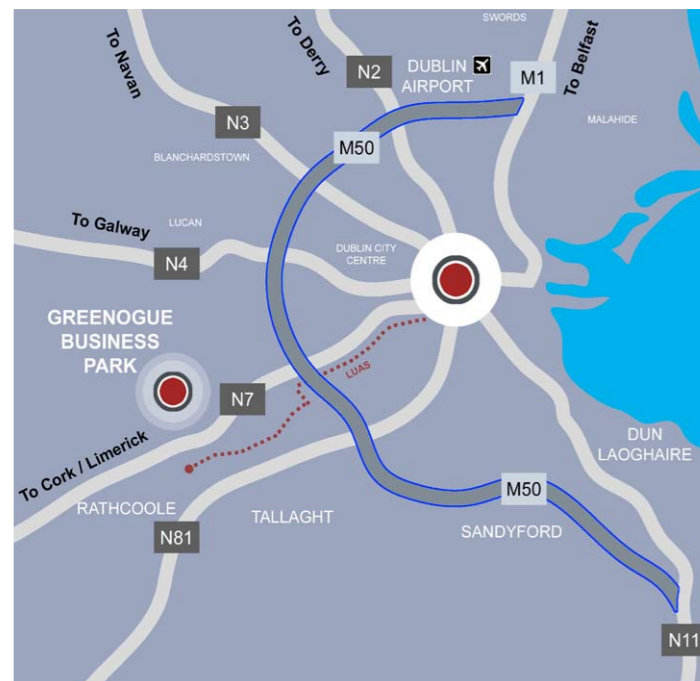 SWORDS
To Navan
To Derry
N2
DUBLIN
AIRPORT
M1
To Belfast
N3
M50
MALAHIDE
BLANCHARDSTOWN
To Galway
LUCAN
N4
DUBLIN CITY
CENTRE
GREENOGUE
BUSINESS
PARK
LUAS
N7
To Cork / Limerick
DUN
LAOGHAIRE
RATHCOOLE
TALLAGHT
M50
SANDYFORD
N81
N11